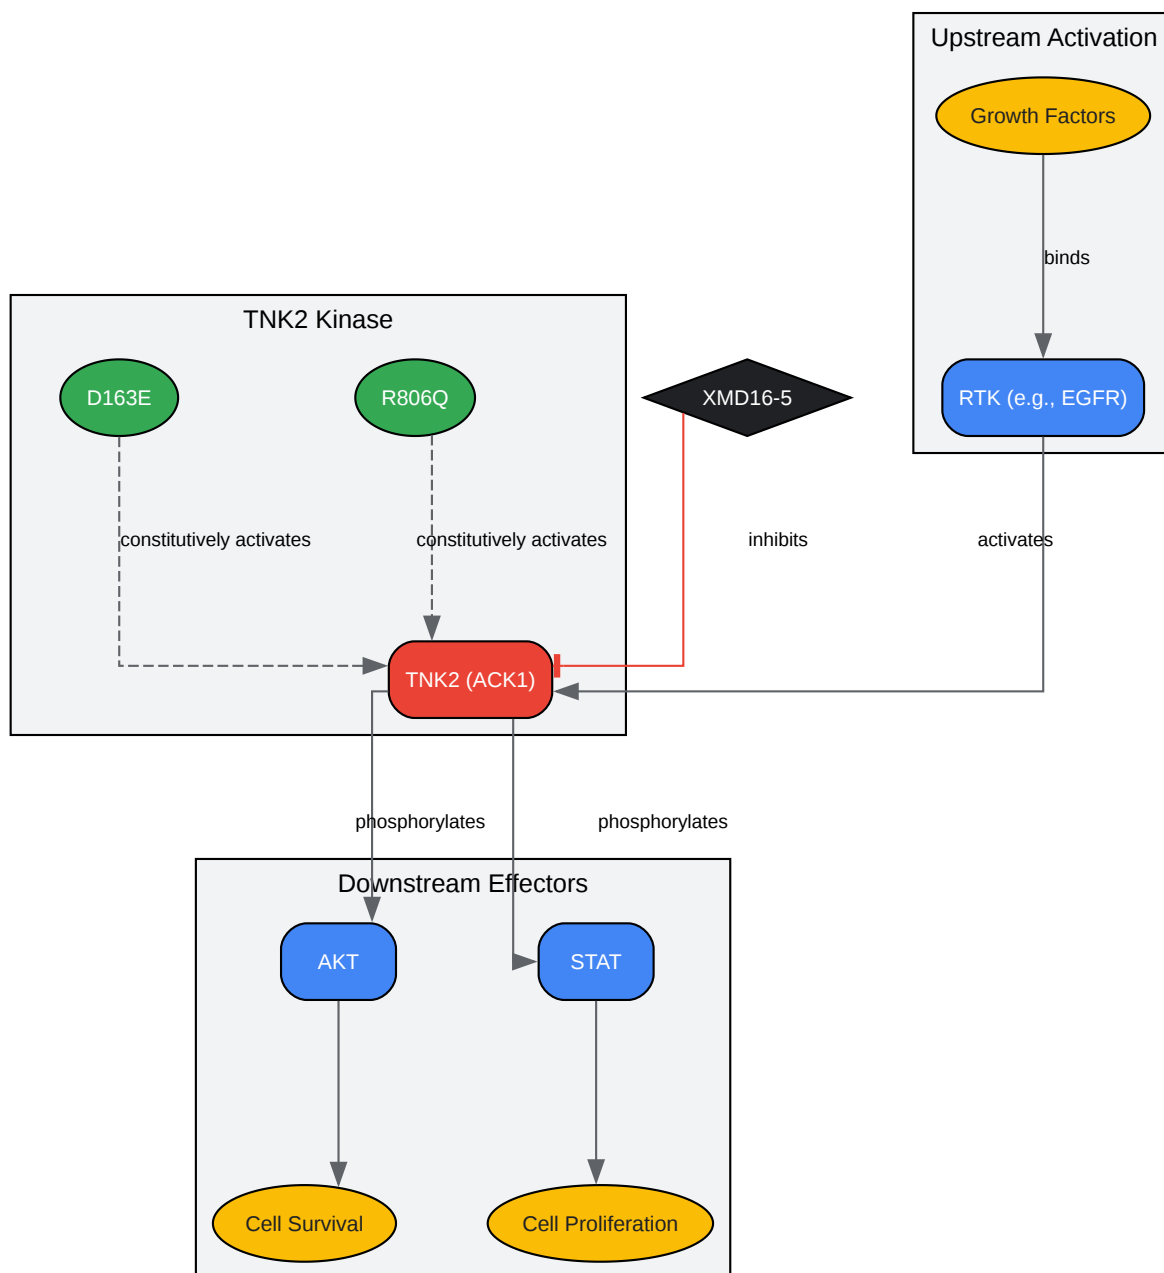 Upstream Activation
Growth Factors
binds
TNK2 Kinase
D163E
R806Q
XMD16-5
RTK (e.g., EGFR)
constitutively activates
constitutively activates
inhibits
activates
TNK2 (ACK1)
phosphorylates
phosphorylates
Downstream Effectors
AKT
STAT
Cell Survival
Cell Proliferation